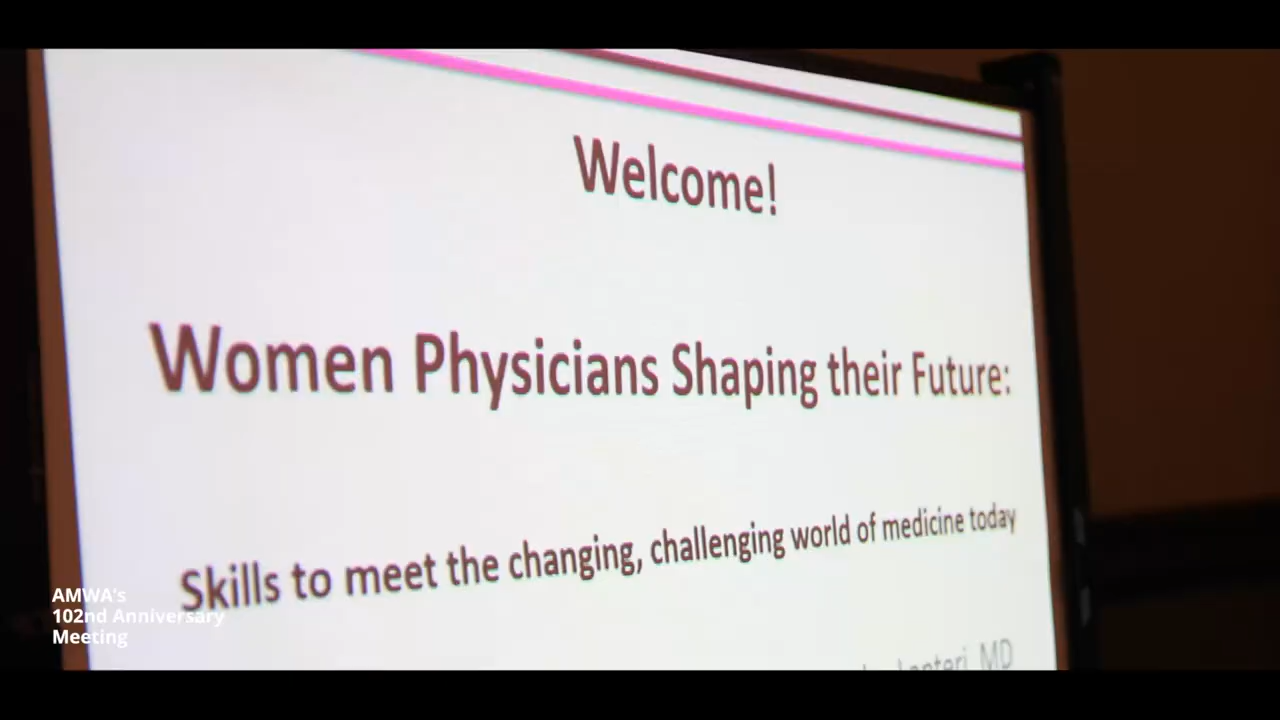 Welcome!
Women Physicians Shaping their Future:
Skills to meet the changing, challenging world of medicine today
MD
AMWA's
102nd Anniversary
Meeting